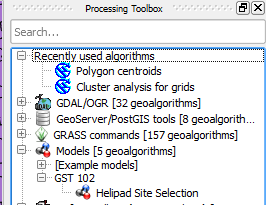 Processing Toolbox
Search...
Recently used algorithms
Polygon centroids
Cluster analysis for grids
GDAL/OGR [32 geoalgorithms]
GeoServer/PostGIS tools [8 geoalgorith...
GRASS commands [157 geoalgorithms]
Models [5 geoalgorithms]
[Example models]
GST 102
Helipad Site Selection